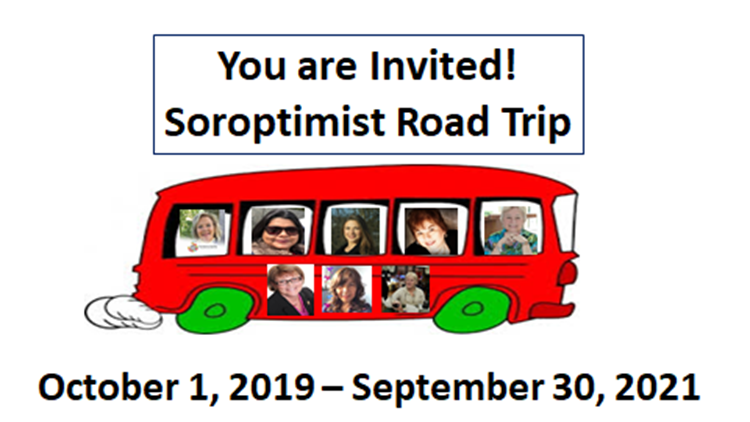 You are Invited!
Soroptimist Road Trip
October 1, 2019 – September 30, 2021